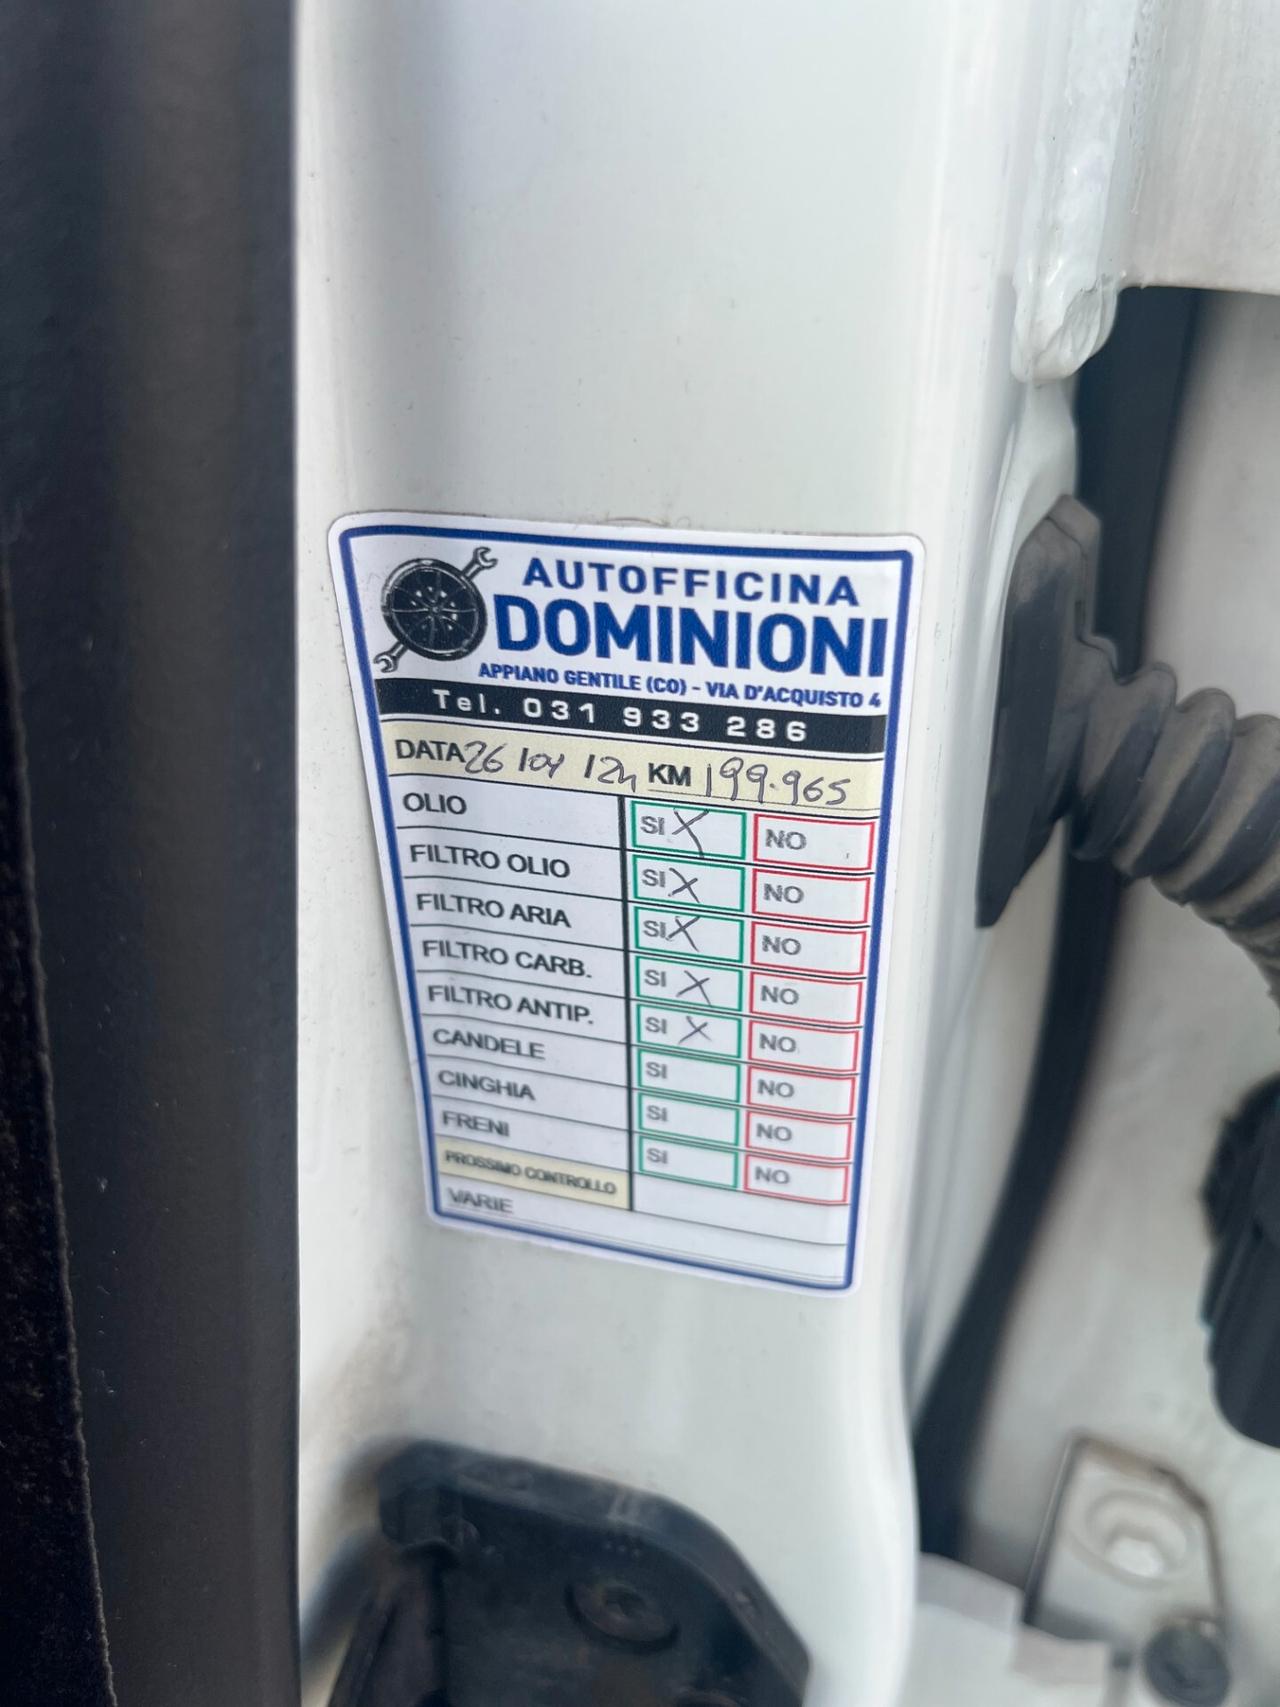 AUTOFFICINA
DOMINIONI
APPIANO GENTILE (CO) - VIA D'ACQUISTO 4
Tel. 031 933 286
DATA 26/04/24 KM 199.965
OLIO SI X NO
FILTRO OLIO SI X NO
FILTRO ARIA SI X NO
FILTRO CARB. SI X NO
FILTRO ANTIP. SI X NO
CANDELE SI NO
CINGHIA SI NO
FRENI SI NO
PROSSIMO CONTROLLO
VARIE